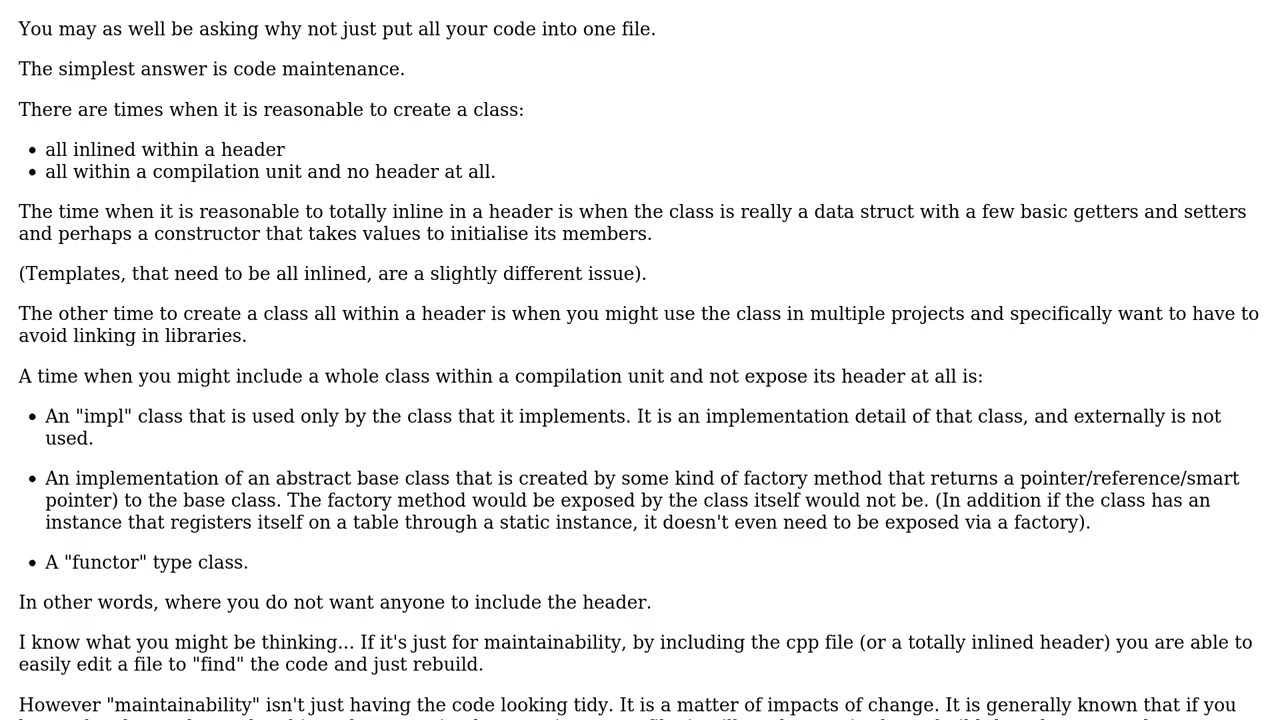 You may as well be asking why not just put all your code into one file.
The simplest answer is code maintenance.
There are times when it is reasonable to create a class:
• all inlined within a header
• all within a compilation unit and no header at all.
The time when it is reasonable to totally inline in a header is when the class is really a data struct with a few basic getters and setters
and perhaps a constructor that takes values to initialise its members.
(Templates, that need to be all inlined, are a slightly different issue).
The other time to create a class all within a header is when you might use the class in multiple projects and specifically want to have to
avoid linking in libraries.
A time when you might include a whole class within a compilation unit and not expose its header at all is:
• An "impl" class that is used only by the class that it implements. It is an implementation detail of that class, and externally is not
used.
• An implementation of an abstract base class that is created by some kind of factory method that returns a pointer/reference/smart
pointer) to the base class. The factory method would be exposed by the class itself would not be. (In addition if the class has an
instance that registers itself on a table through a static instance, it doesn't even need to be exposed via a factory).
• A "functor" type class.
In other words, where you do not want anyone to include the header.
I know what you might be thinking... If it's just for maintainability, by including the cpp file (or a totally inlined header) you are able to
easily edit a file to "find" the code and just rebuild.
However "maintainability" isn't just having the code looking tidy. It is a matter of impacts of change. It is generally known that if you